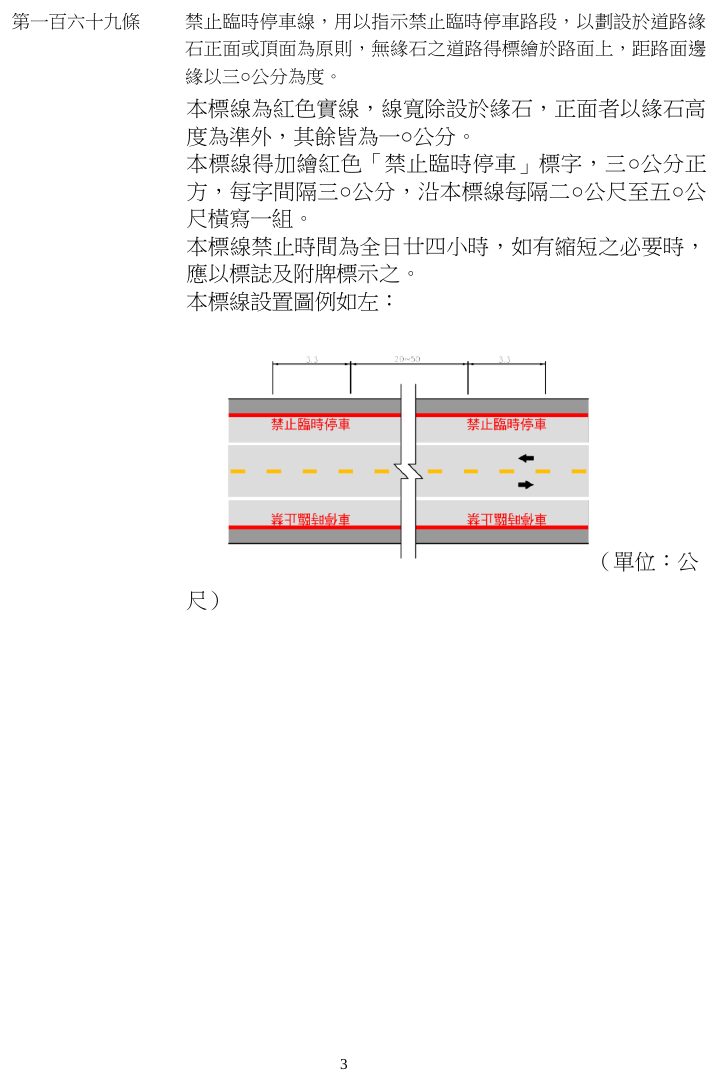 第一百六十九條
禁止臨時停車線，用以指示禁止臨時停車路段，以劃設於道路緣
石正面或頂面為原則，無緣石之道路得標繪於路面上，距路面邊
緣以三○公分為度。
本標線為紅色實線，線寬除設於緣石，正面者以緣石高
度為準外，其餘皆為一○公分。
本標線得加繪紅色「禁止臨時停車」標字，三○公分正
方，每字間隔三○公分，沿本標線每隔二○公尺至五○公
尺橫寫一組。
本標線禁止時間為全日廿四小時，如有縮短之必要時，
應以標誌及附牌標示之。
本標線設置圖例如左：
3.3 20~50 3.3
禁止臨時停車 禁止臨時停車
禁止臨時停車 禁止臨時停車
（單位：公
尺）
3